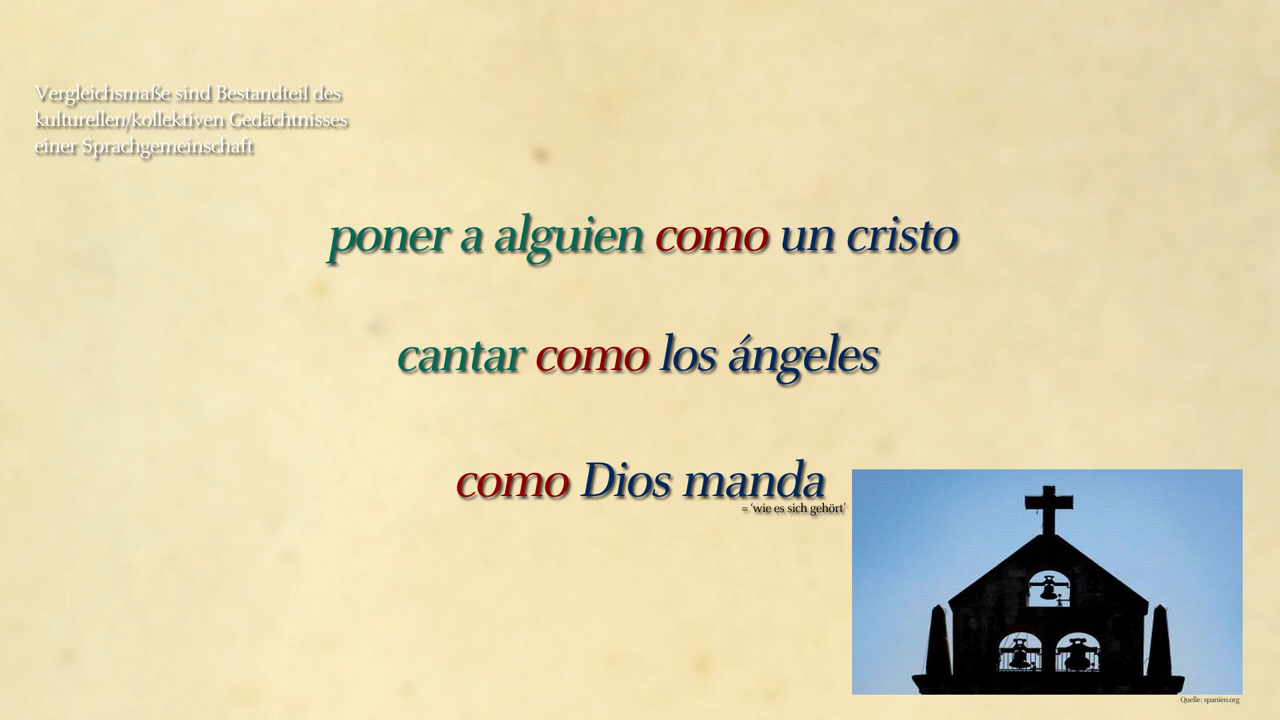 Vergleichsmaße sind Bestandteil des
kulturellen/kollektiven Gedächtnisses
einer Sprachgemeinschaft
poner a alguien como un cristo
cantar como los ángeles
como Dios manda
= ‘wie es sich gehört’
Quelle: spanien.org